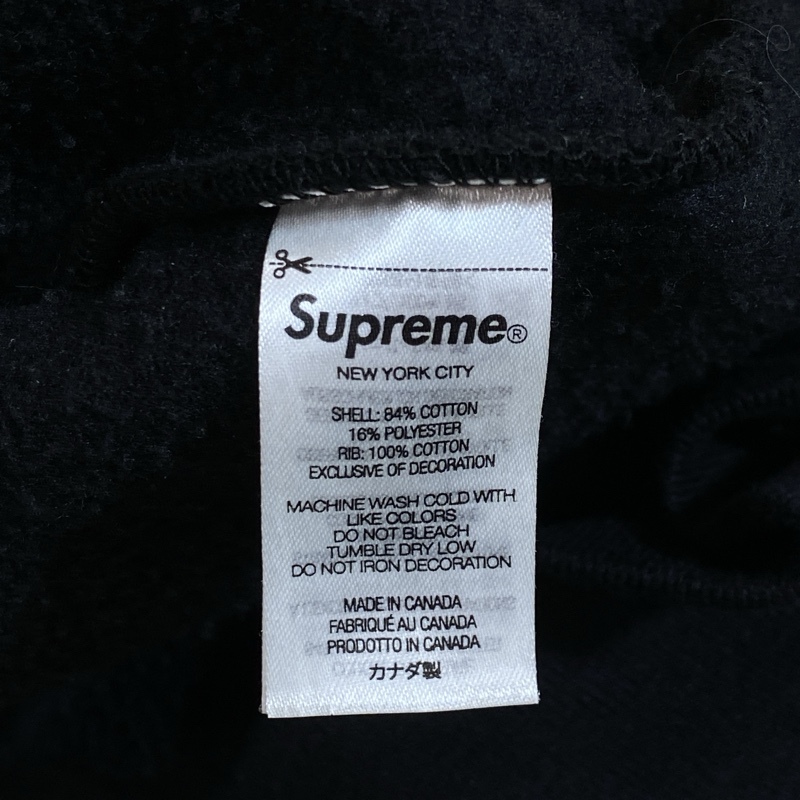 Supreme®
NEW YORK CITY
SHELL: 84% COTTON
16% POLYESTER
RIB: 100% COTTON
EXCLUSIVE OF DECORATION
MACHINE WASH COLD WITH
LIKE COLORS
DO NOT BLEACH
TUMBLE DRY LOW
DO NOT IRON DECORATION
MADE IN CANADA
FABRIQUÉ AU CANADA
PRODOTTO IN CANADA
カナダ製